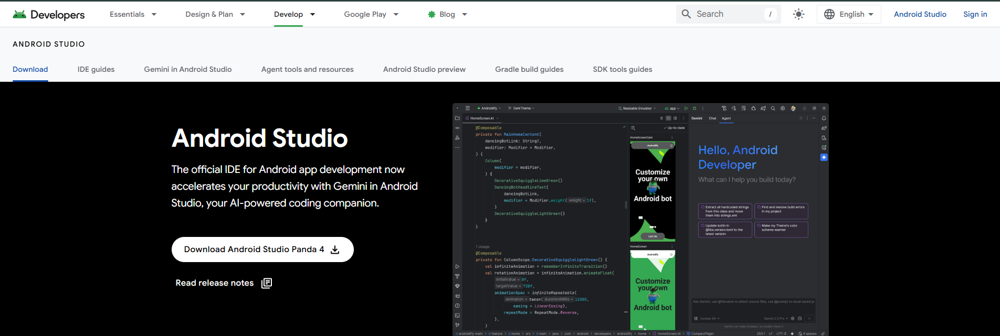 Developers
Essentials
Design & Plan
Develop
Google Play
Blog
Search
/
English
Android Studio
Sign in
ANDROID STUDIO
Download
IDE guides
Gemini in Android Studio
Agent tools and resources
Android Studio preview
Gradle build guides
SDK tools guides
Android Studio
The official IDE for Android app development now
accelerates your productivity with Gemini in Android
Studio, your AI-powered coding companion.
Download Android Studio Panda 4
Read release notes
Androidify
DarkTheme
Resizable Emulator
app
HomeScreen.kt
@Composable
private fun MainHomeContent(
dancingBotLink: String?,
modifier: Modifier = Modifier,
) {
Column(
modifier = modifier,
) {
DecorativeSquiggleLimeGreen()
DancingBotHeadlineText(
dancingBotLink,
modifier = Modifier.weight( weight = 1f),
)
DecorativeSquiggleLightGreen()
}
}
1 Usage
@Composable
private fun ColumnScope.DecorativeSquiggleLightGreen() {
val infiniteAnimation = rememberInfiniteTransition()
val rotationAnimation = infiniteAnimation.animateFloat(
initialValue = 0f,
targetValue = 720f,
animationSpec = infiniteRepeatable(
animation = tween( durationMillis = 12000,
easing = LinearEasing),
repeatMode = RepeatMode.Reverse,
),
)
Up-to-date
HomeScreenDark
Androidify
Customize
your own
Android bot
Let's Go
HomeScreen
Androidify
Customize
your own
Android bot
Gemini
Chat
Agent
Hello, Android
Developer
What can I help you build today?
Extract all hardcoded strings
from this class and move
them into strings.xml
Find and resolve build errors
in my project
Update kotlin in
@libs.version.toml to the
latest version
Make my Theme's color
scheme warmer
Ask Gemini, use @filename to attach source files, use @prompt to recall saved pr
Context (6)
Gemini 2.5 Pro
Gemini can make mistakes, so double-check it
androidify-main > feature > home > src > main > java > com > android > developers > androidify > home > HomeScreen.kt > CompactPager
255:1 LF UTF-8 4 spaces